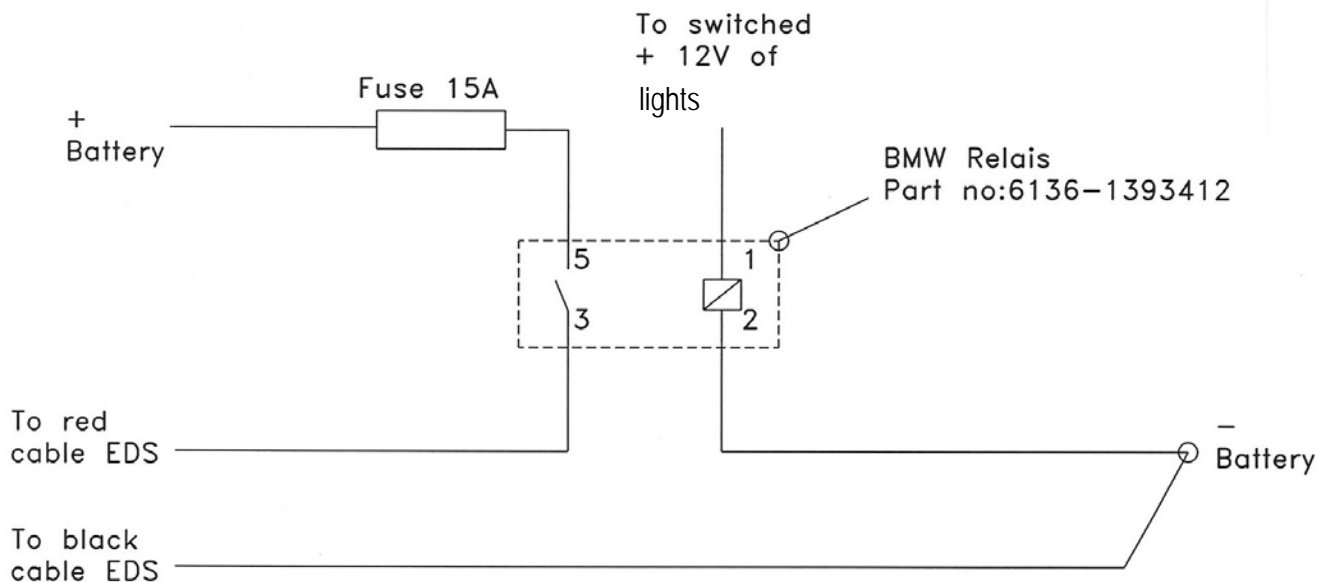 To switched
+ 12V of
lights
Fuse 15A
+
Battery
BMW Relais
Part no:6136-1393412
5
1
3
2
To red
cable EDS
-
Battery
To black
cable EDS